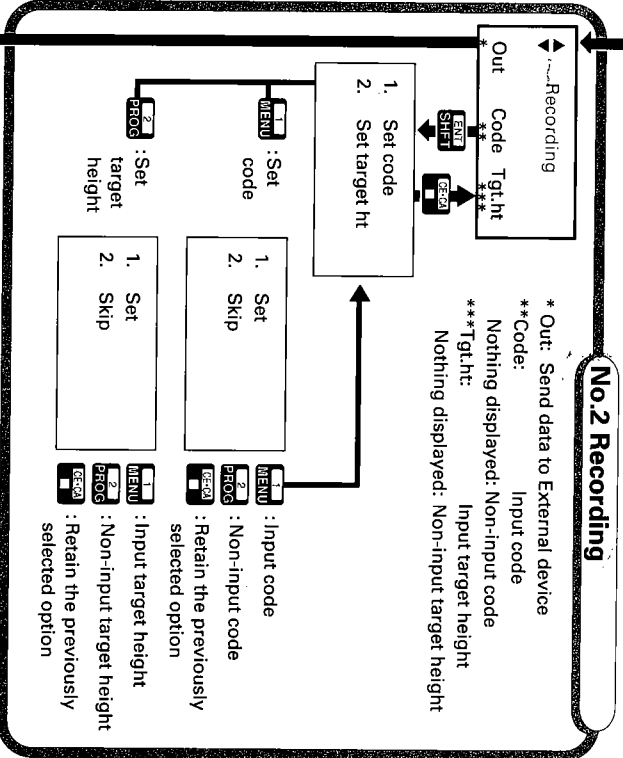 No.2 Recording
Recording
* Out
Code
**
Tgt.ht
***
* Out: Send data to External device
**Code: Input code
Nothing displayed: Non-input code
***Tgt.ht: Input target height
Nothing displayed: Non-input target height
ENT
SHIFT
CE·CA
1. Set code
2. Set target ht
1
MENU
: Set
code
2
PROG
: Set
target
height
1. Set
2. Skip
1
MENU
: Input code
2
PROG
: Non-input code
CE·CA
: Retain the previously
selected option
1. Set
2. Skip
1
MENU
: Input target height
2
PROG
: Non-input target height
CE·CA
: Retain the previously
selected option